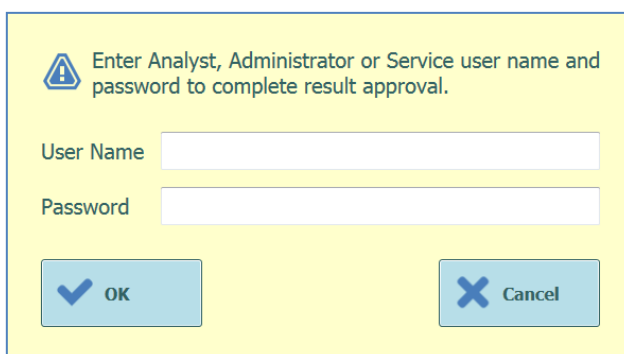 Enter Analyst, Administrator or Service user name and
password to complete result approval.
User Name
Password
OK
Cancel